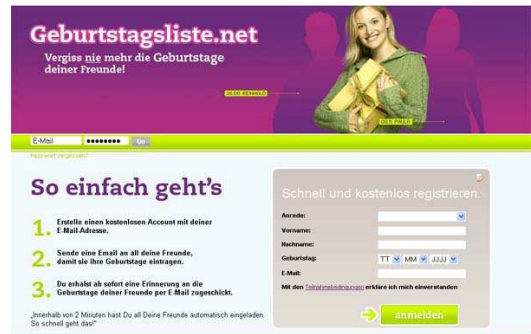 Geburtstagsliste.net
Vergiss nie mehr die Geburtstage
deiner Freunde!
E-Mail
Go
Passwort vergessen?
So einfach geht's
1. Erstelle einen kostenlosen Account mit deiner
E-Mail-Adresse.
2. Sende eine Email an all deine Freunde,
damit sie ihre Geburtstage eintragen.
3. Du erhälst ab sofort eine Erinnerung an die
Geburtstage deiner Freunde per E-Mail zugeschickt.
„Innerhalb von 2 Minuten hast Du all Deine Freunde automatisch eingeladen.
So schnell geht das!"
Schnell und kostenlos registrieren
Anrede:
Vorname:
Nachname:
Geburtstag: TT MM JJJJ
E-Mail:
Mit den Teilnahmebedingungen erkläre ich mich einverstanden
anmelden